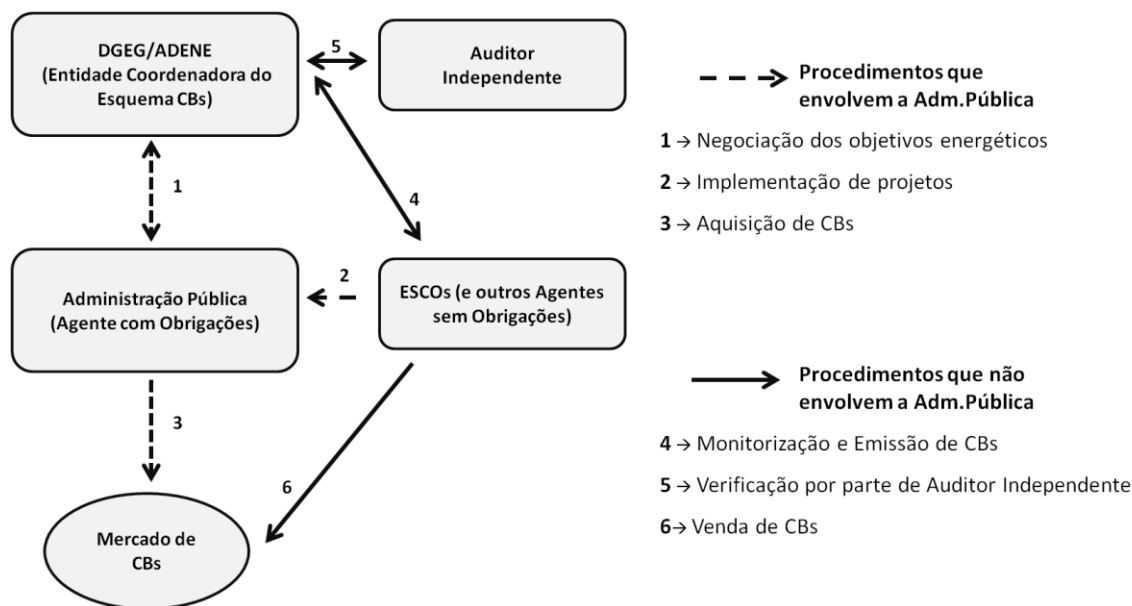 DGEG/ADENE
(Entidade Coordenadora do
Esquema CBs)
5
Auditor
Independente
1
4
Administração Pública
(Agente com Obrigações)
2
ESCOs (e outros Agentes
sem Obrigações)
3
6
Mercado de
CBs
Procedimentos que
envolvem a Adm.Pública
1 → Negociação dos objetivos energéticos
2 → Implementação de projetos
3 → Aquisição de CBs
Procedimentos que não
envolvem a Adm.Pública
4 → Monitorização e Emissão de CBs
5 → Verificação por parte de Auditor Independente
6→ Venda de CBs